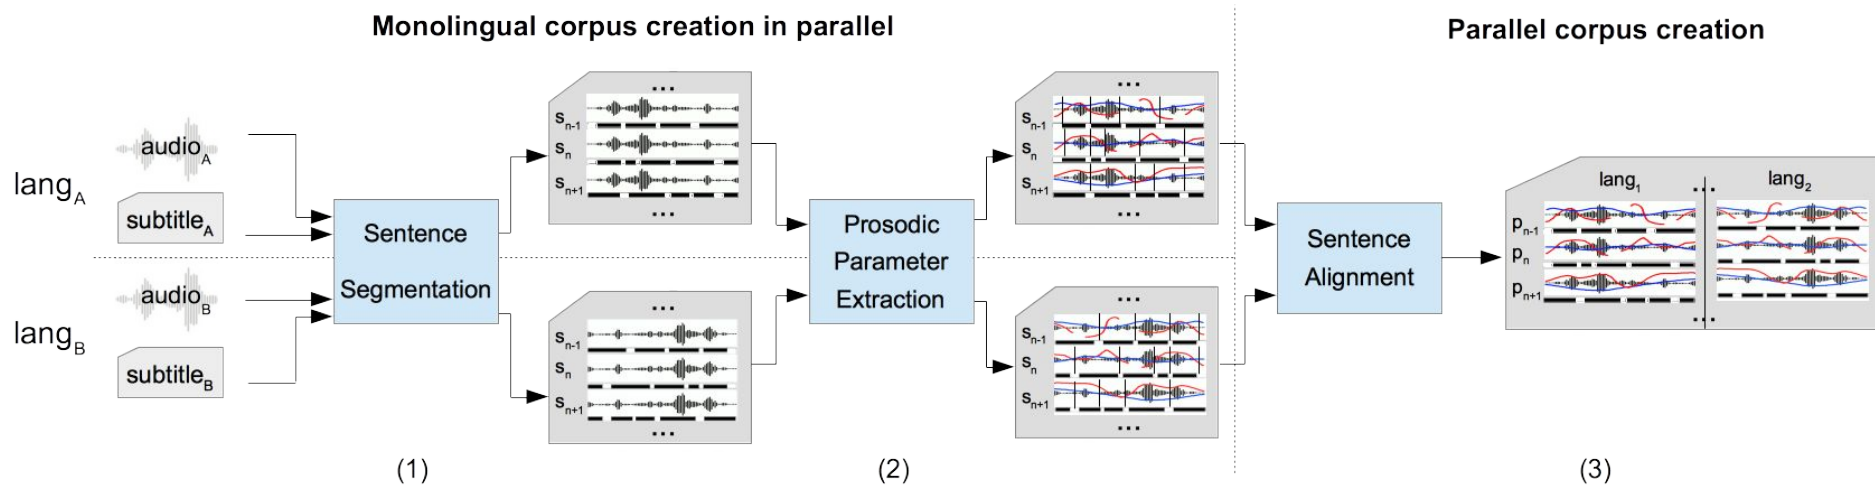 Monolingual corpus creation in parallel
Parallel corpus creation
lang_A
audio_A
subtitle_A
lang_B
audio_B
subtitle_B
Sentence
Segmentation
...
s_n-1
s_n
s_n+1
...
...
s_n-1
s_n
s_n+1
...
Prosodic
Parameter
Extraction
...
s_n-1
s_n
s_n+1
...
...
s_n-1
s_n
s_n+1
...
Sentence
Alignment
lang_1 ... lang_2
p_n-1
p_n
p_n+1
...
(1)
(2)
(3)